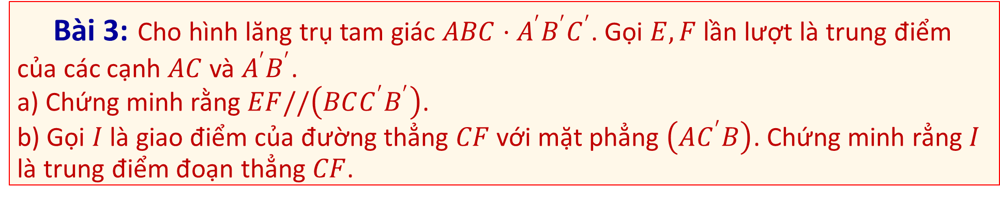 Bài 3: Cho hình lăng trụ tam giác ABC · A′B′C′. Gọi E, F lần lượt là trung điểm
của các cạnh AC và A′B′.
a) Chứng minh rằng EF//(BCC′B′).
b) Gọi I là giao điểm của đường thẳng CF với mặt phẳng (AC′B). Chứng minh rằng I
là trung điểm đoạn thẳng CF.